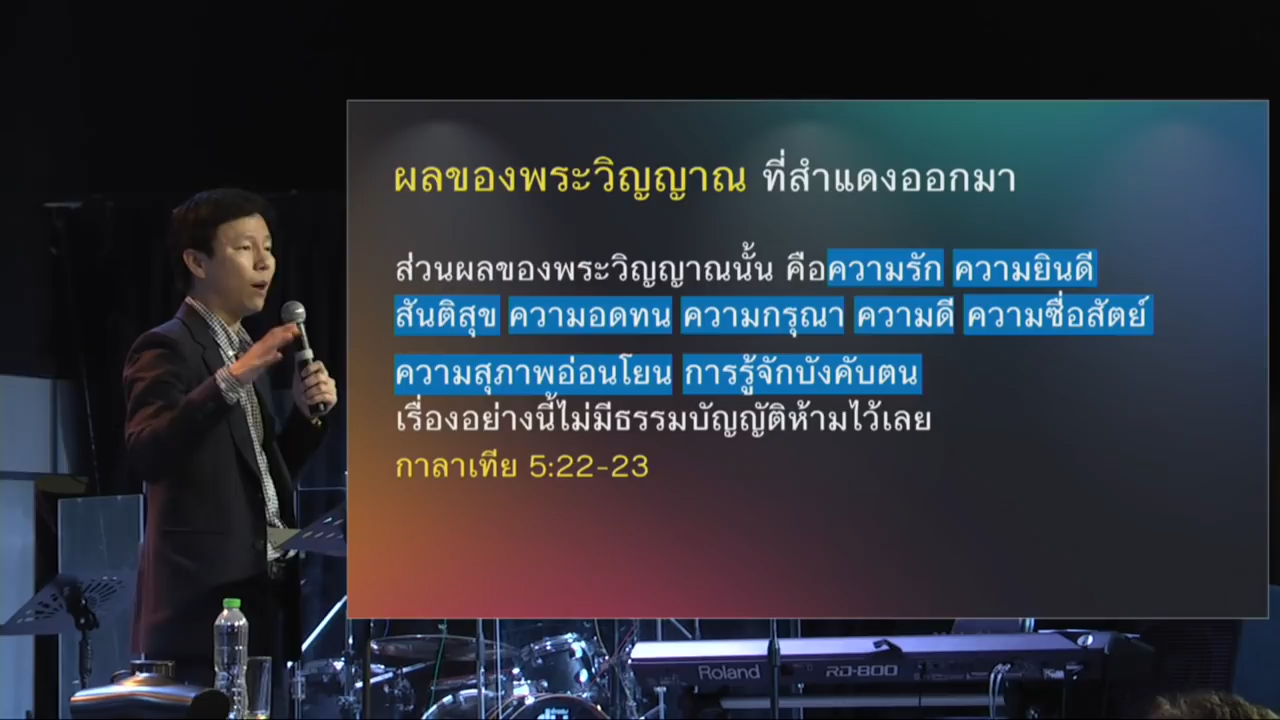 ผลของพระวิญญาณ ที่สำแดงออกมา
ส่วนผลของพระวิญญาณนั้น คือความรัก ความยินดี
สันติสุข ความอดทน ความกรุณา ความดี ความซื่อสัตย์
ความสุภาพอ่อนโยน การรู้จักบังคับตน
เรื่องอย่างนี้ไม่มีธรรมบัญญัติห้ามไว้เลย
กาลาเทีย 5:22-23
Roland RD-800